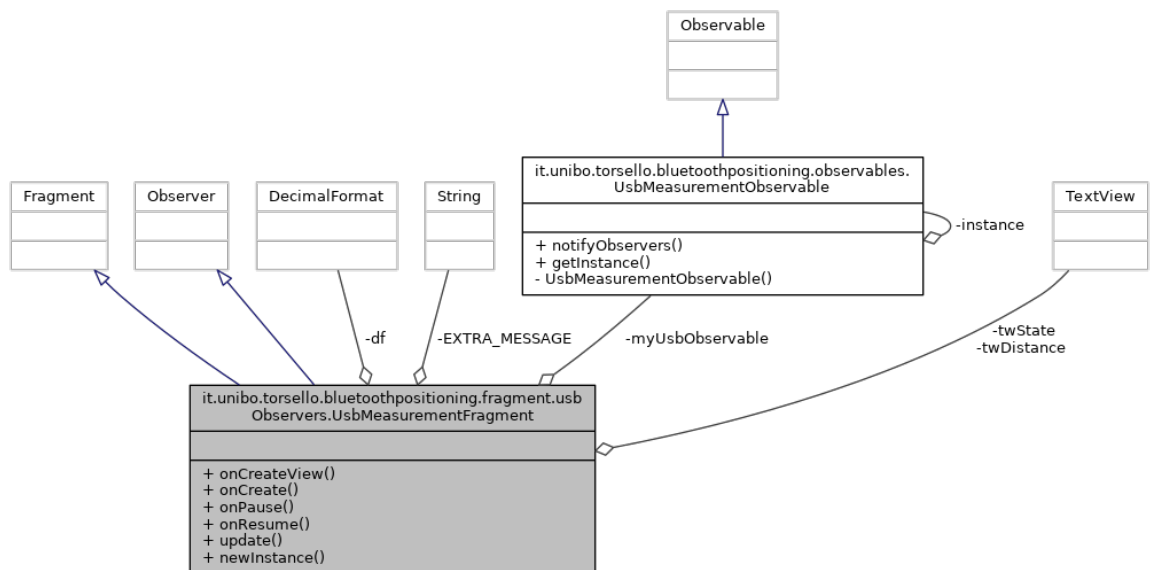 Observable
it.unibo.torsello.bluetoothpositioning.observables.
UsbMeasurementObservable
+ notifyObservers()
+ getInstance()
- UsbMeasurementObservable()
-instance
Fragment
Observer
DecimalFormat
String
TextView
-df
-EXTRA_MESSAGE
-myUsbObservable
-twState
-twDistance
it.unibo.torsello.bluetoothpositioning.fragment.usb
Observers.UsbMeasurementFragment
+ onCreateView()
+ onCreate()
+ onPause()
+ onResume()
+ update()
+ newInstance()